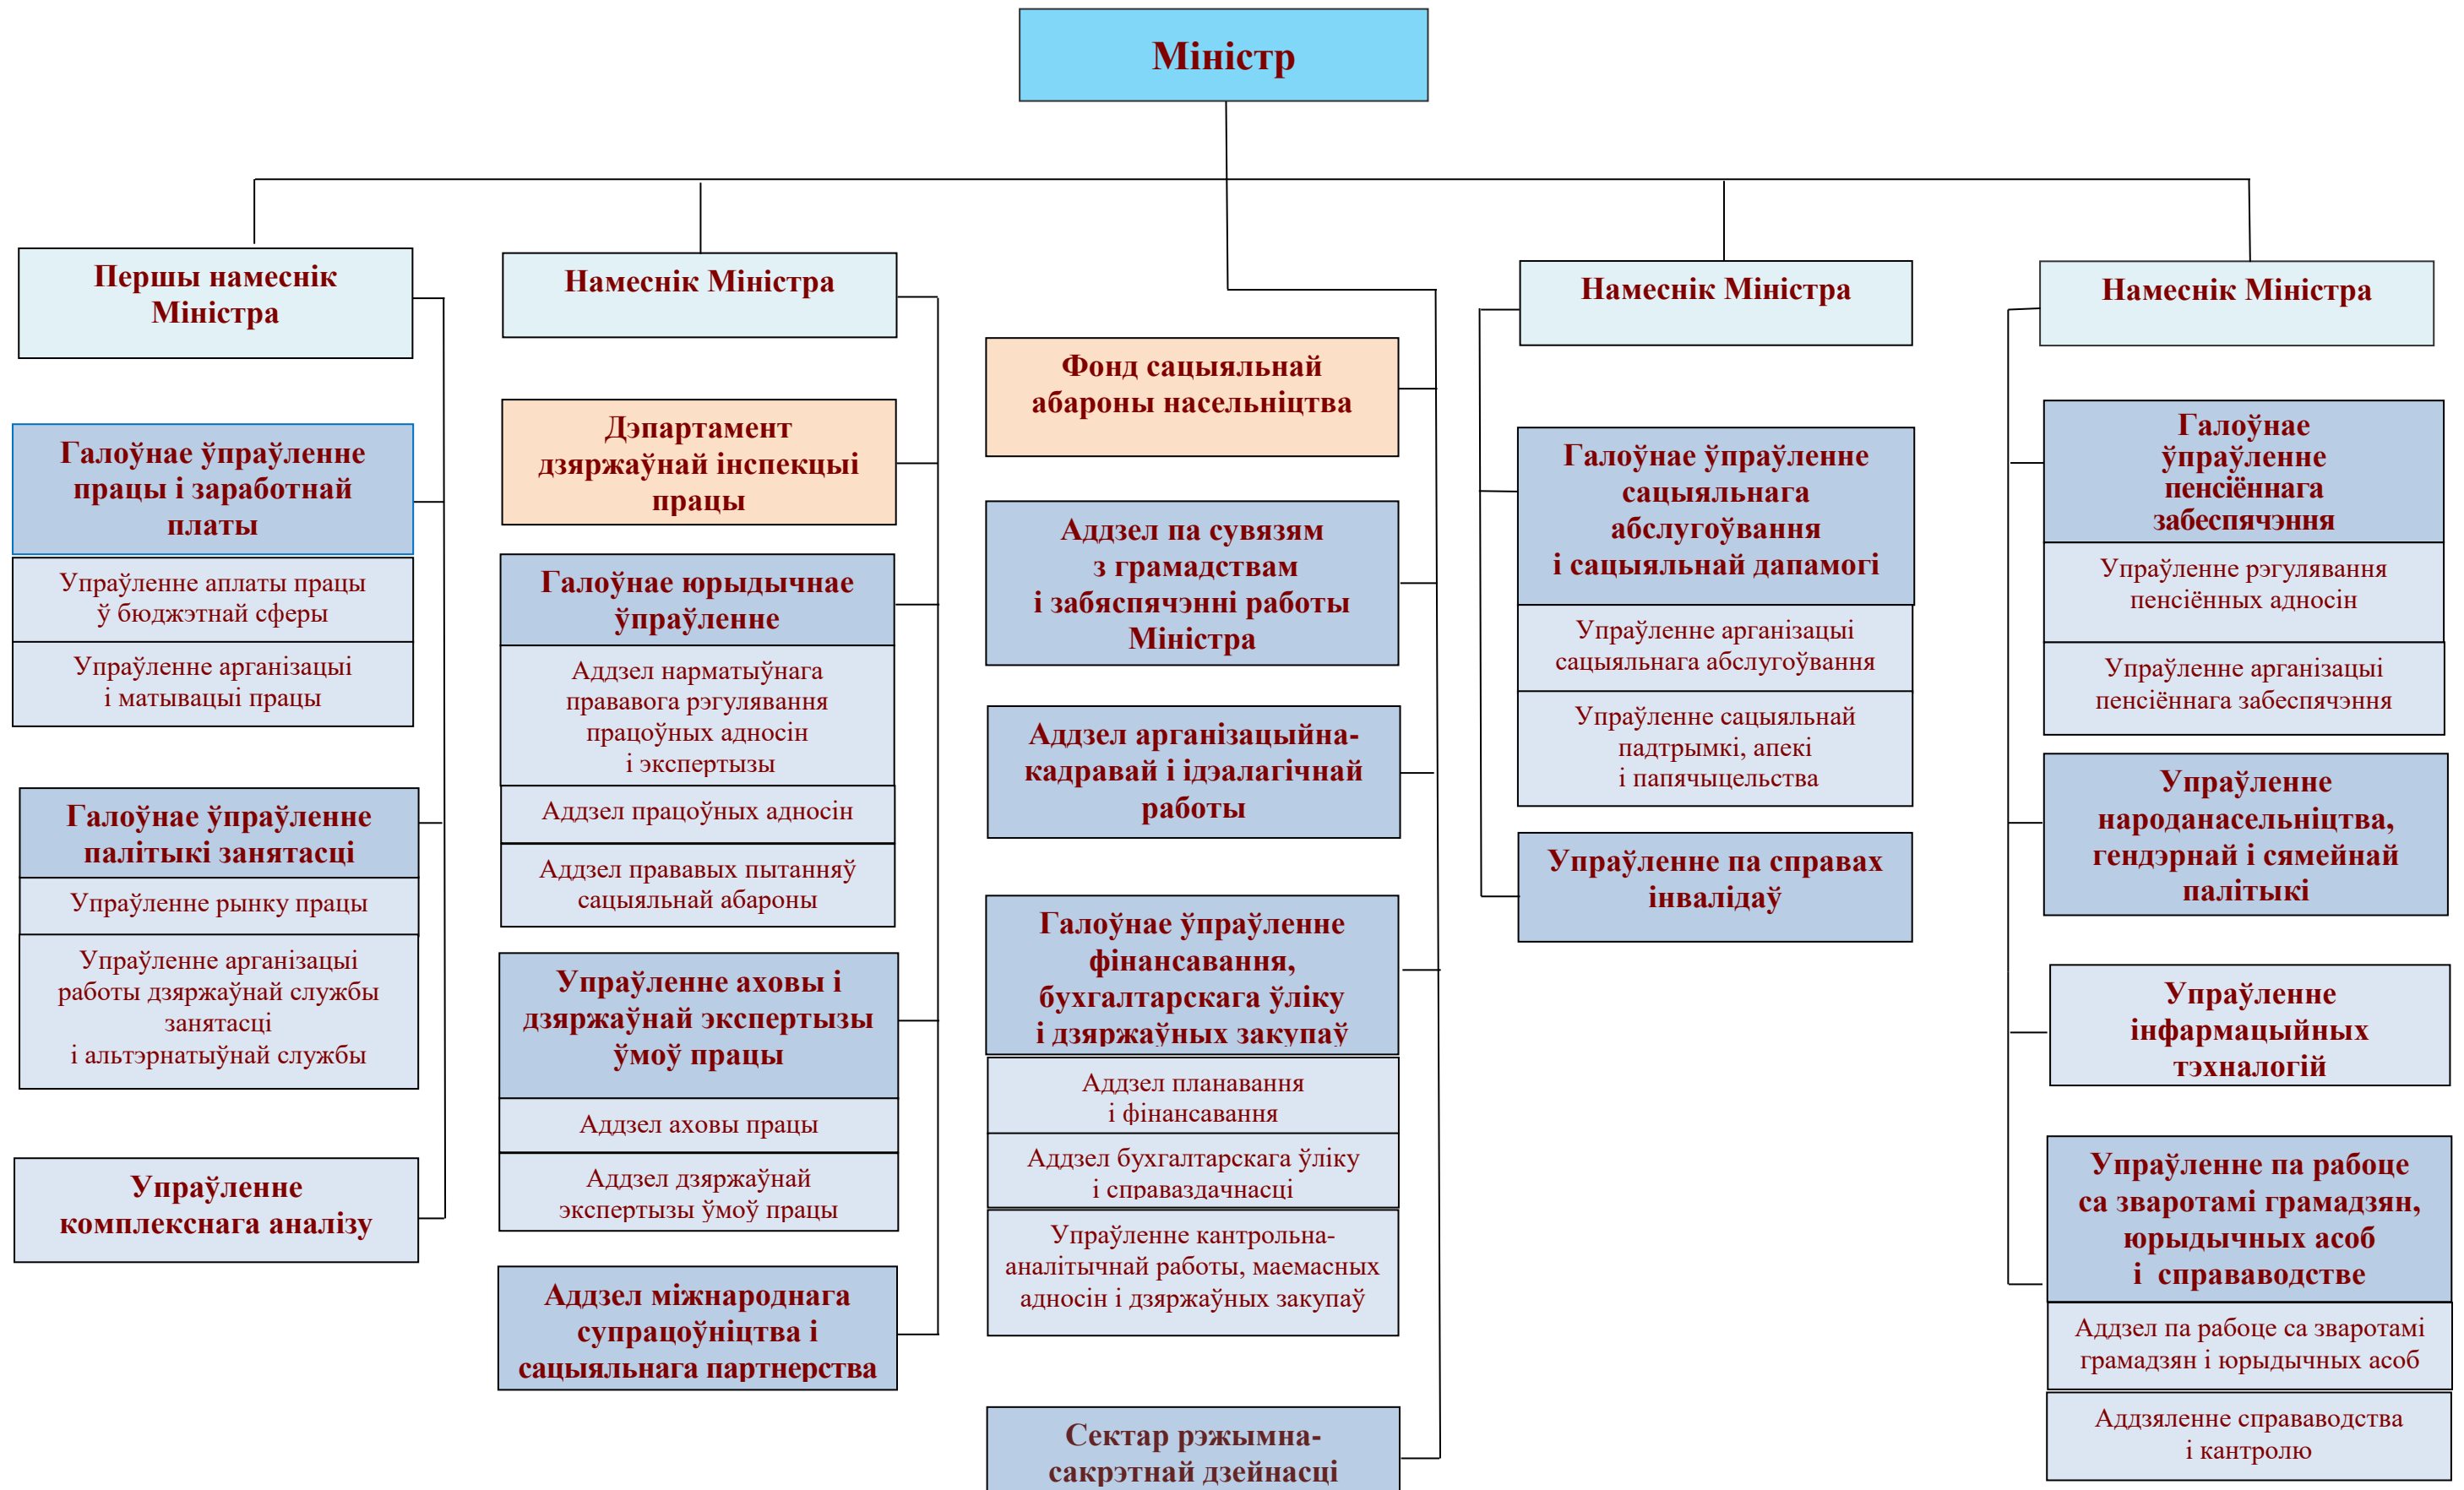 Міністр
Першы намеснік
Міністра
Галоўнае ўпраўленне
працы і заработнай
платы
Упраўленне аплаты працы
ў бюджэтнай сферы
Упраўленне арганізацыі
і матывацыі працы
Галоўнае ўпраўленне
палітыкі занятасці
Упраўленне рынку працы
Упраўленне арганізацыі
работы дзяржаўнай службы
занятасці
і альтэрнатыўнай службы
Упраўленне
комплекснага аналізу
Намеснік Міністра
Дэпартамент
дзяржаўнай інспекцыі
працы
Галоўнае юрыдычнае
ўпраўленне
Аддзел нарматыўнага
прававога рэгулявання
працоўных адносін
і экспертызы
Аддзел працоўных адносін
Аддзел прававых пытанняў
сацыяльнай абароны
Упраўленне аховы і
дзяржаўнай экспертызы
ўмоў працы
Аддзел аховы працы
Аддзел дзяржаўнай
экспертызы ўмоў працы
Аддзел міжнароднага
супрацоўніцтва і
сацыяльнага партнерства
Фонд сацыяльнай
абароны насельніцтва
Аддзел па сувязям
з грамадствам
і забяспячэнні работы
Міністра
Аддзел арганізацыйна-
кадравай і ідэалагічнай
работы
Галоўнае ўпраўленне
фінансавання,
бухгалтарскага ўліку
і дзяржаўных закупаў
Аддзел планавання
і фінансавання
Аддзел бухгалтарскага ўліку
і справаздачнасці
Упраўленне кантрольна-
аналітычнай работы, маемасных
адносін і дзяржаўных закупаў
Сектар рэжымна-
сакрэтнай дзейнасці
Намеснік Міністра
Галоўнае ўпраўленне
сацыяльнага
абслугоўвання
і сацыяльнай дапамогі
Упраўленне арганізацыі
сацыяльнага абслугоўвання
Упраўленне сацыяльнай
падтрымкі, апекі
і папячыцельства
Упраўленне па справах
інвалідаў
Намеснік Міністра
Галоўнае
ўпраўленне
пенсіённага
забеспячэння
Упраўленне рэгулявання
пенсіённых адносін
Упраўленне арганізацыі
пенсіённага забеспячэння
Упраўленне
народанасельніцтва,
гендэрнай і сямейнай
палітыкі
Упраўленне
інфармацыйных
тэхналогій
Упраўленне па рабоце
са зваротамі грамадзян,
юрыдычных асоб
і справаводстве
Аддзел па рабоце са зваротамі
грамадзян і юрыдычных асоб
Аддзяленне справаводства
і кантролю